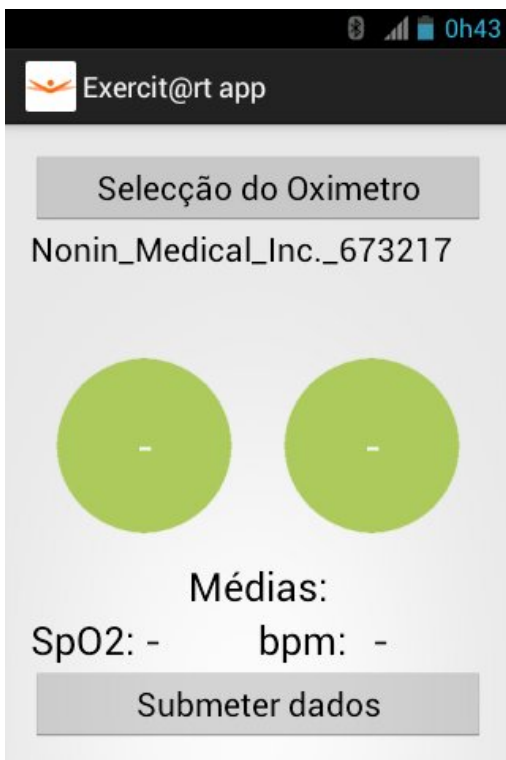 0h43
Exercit@rt app
Selecção do Oximetro
Nonin_Medical_Inc._673217
- -
Médias:
SpO2: - bpm: -
Submeter dados